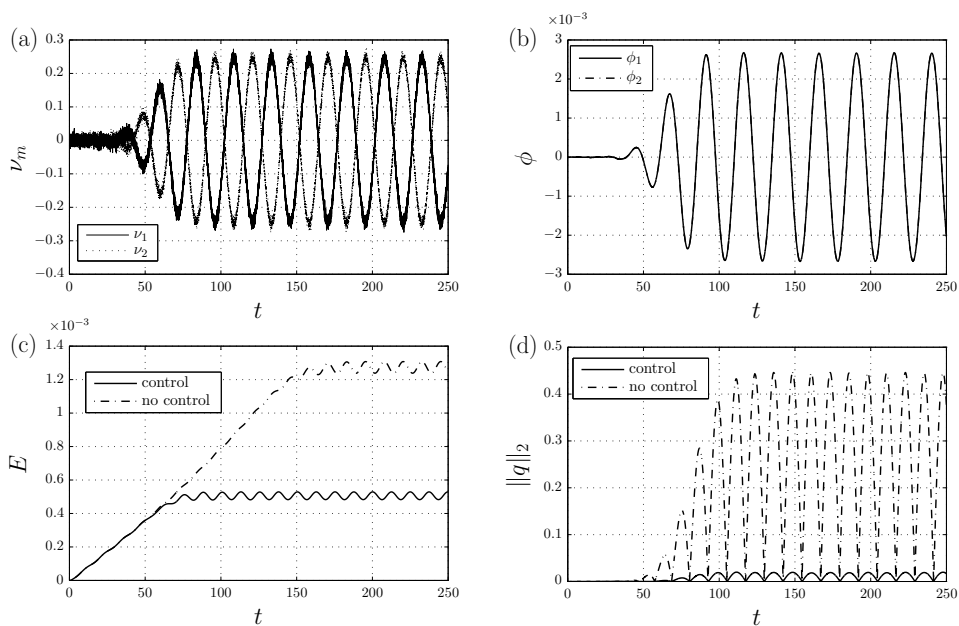 (a)
0.3
0.2
0.1
0
−0.1
−0.2
−0.3
−0.4
ν_m
ν_1
ν_2
0 50 100 150 200 250
t
(b)
×10⁻³
3
2
1
0
−1
−2
−3
ϕ
ϕ_1
ϕ_2
0 50 100 150 200 250
t
(c)
×10⁻³
1.4
1.2
1
0.8
0.6
0.4
0.2
0
E
control
no control
0 50 100 150 200 250
t
(d)
0.5
0.4
0.3
0.2
0.1
0
||q||_2
control
no control
0 50 100 150 200 250
t